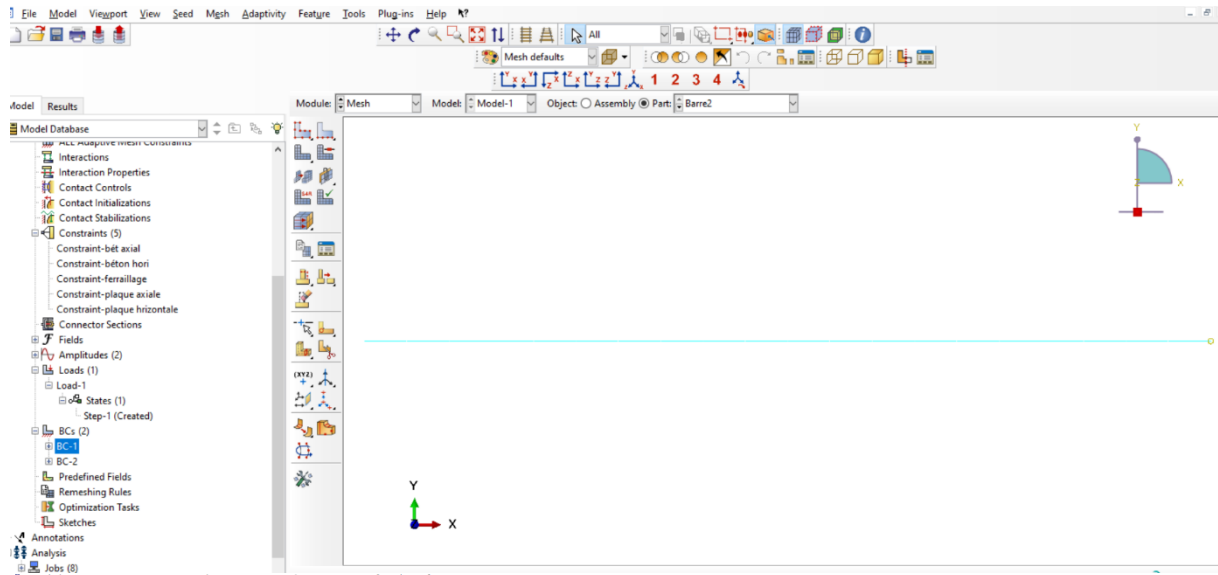 File Model Viewport View Seed Mesh Adaptivity Feature Tools Plug-ins Help
All
Mesh defaults
1 2 3 4
Model Results Module: Mesh Model: Model-1 Object: Assembly Part: Barre2
Model Database
ALE Adaptive Mesh Constraints
Interactions
Interaction Properties
Contact Controls
Contact Initializations
Contact Stabilizations
Constraints (5)
Constraint-bét axial
Constraint-béton hori
Constraint-ferraillage
Constraint-plaque axiale
Constraint-plaque hrizontale
Connector Sections
Fields
Amplitudes (2)
Loads (1)
Load-1
States (1)
Step-1 (Created)
BCs (2)
BC-1
BC-2
Predefined Fields
Remeshing Rules
Optimization Tasks
Sketches
Annotations
Analysis
Jobs (8)
Y
Z X
Y
X